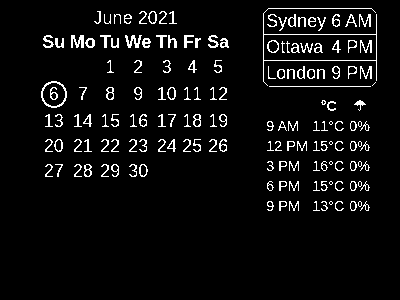 June 2021
Su Mo Tu We Th Fr Sa
1 2 3 4 5
6 7 8 9 10 11 12
13 14 15 16 17 18 19
20 21 22 23 24 25 26
27 28 29 30
Sydney 6 AM
Ottawa 4 PM
London 9 PM
°C ☂
9 AM 11°C 0%
12 PM 15°C 0%
3 PM 16°C 0%
6 PM 15°C 0%
9 PM 13°C 0%